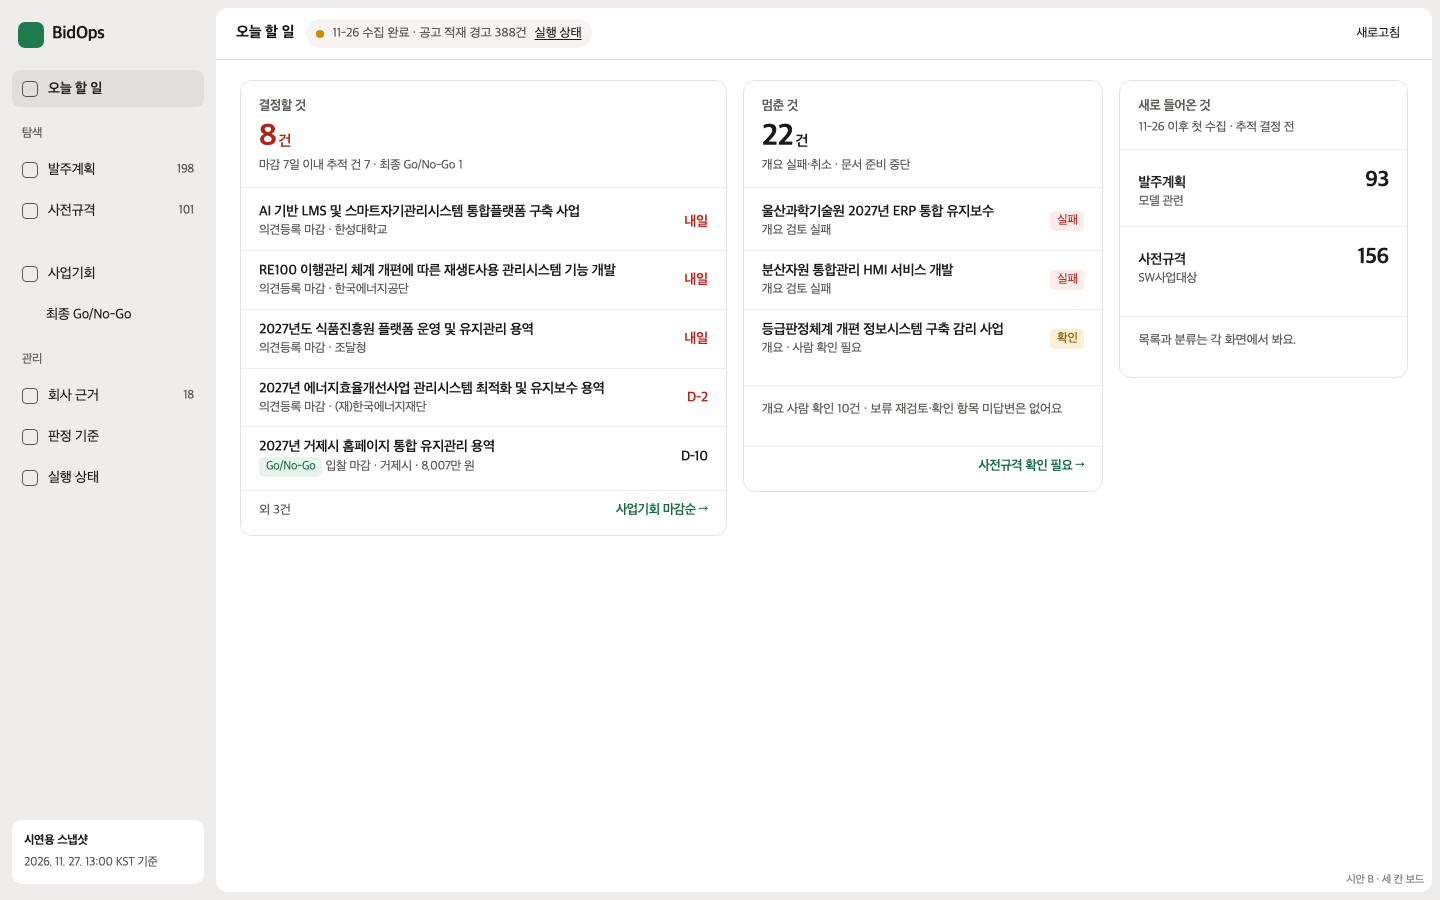 BidOps
오늘 할 일
탐색
발주계획 198
사전규격 101
사업기회
최종 Go/No-Go
관리
회사 근거 18
판정 기준
실행 상태
시연용 스냅샷
2026. 11. 27. 13:00 KST 기준
오늘 할 일
11-26 수집 완료 · 공고 적재 경고 388건 실행 상태
새로고침
결정할 것
8건
마감 7일 이내 추적 건 7 · 최종 Go/No-Go 1
AI 기반 LMS 및 스마트자기관리시스템 통합플랫폼 구축 사업
의견등록 마감 · 한성대학교
내일
RE100 이행관리 체계 개편에 따른 재생E사용 관리시스템 기능 개발
의견등록 마감 · 한국에너지공단
내일
2027년도 식품진흥원 플랫폼 운영 및 유지관리 용역
의견등록 마감 · 조달청
내일
2027년 에너지효율개선사업 관리시스템 최적화 및 유지보수 용역
의견등록 마감 · (재)한국에너지재단
D-2
2027년 거제시 홈페이지 통합 유지관리 용역
Go/No-Go 입찰 마감 · 거제시 · 8,007만 원
D-10
외 3건
사업기회 마감순 →
멈춘 것
22건
개요 실패·취소 · 문서 준비 중단
울산과학기술원 2027년 ERP 통합 유지보수
개요 검토 실패
실패
분산자원 통합관리 HMI 서비스 개발
개요 검토 실패
실패
등급판정체계 개편 정보시스템 구축 감리 사업
개요 · 사람 확인 필요
확인
개요 사람 확인 10건 · 보류 재검토·확인 항목 미답변은 없어요
사전규격 확인 필요 →
새로 들어온 것
11-26 이후 첫 수집 · 추적 결정 전
발주계획
모델 관련
93
사전규격
SW사업대상
156
목록과 분류는 각 화면에서 봐요.
시안 B · 세 칸 보드